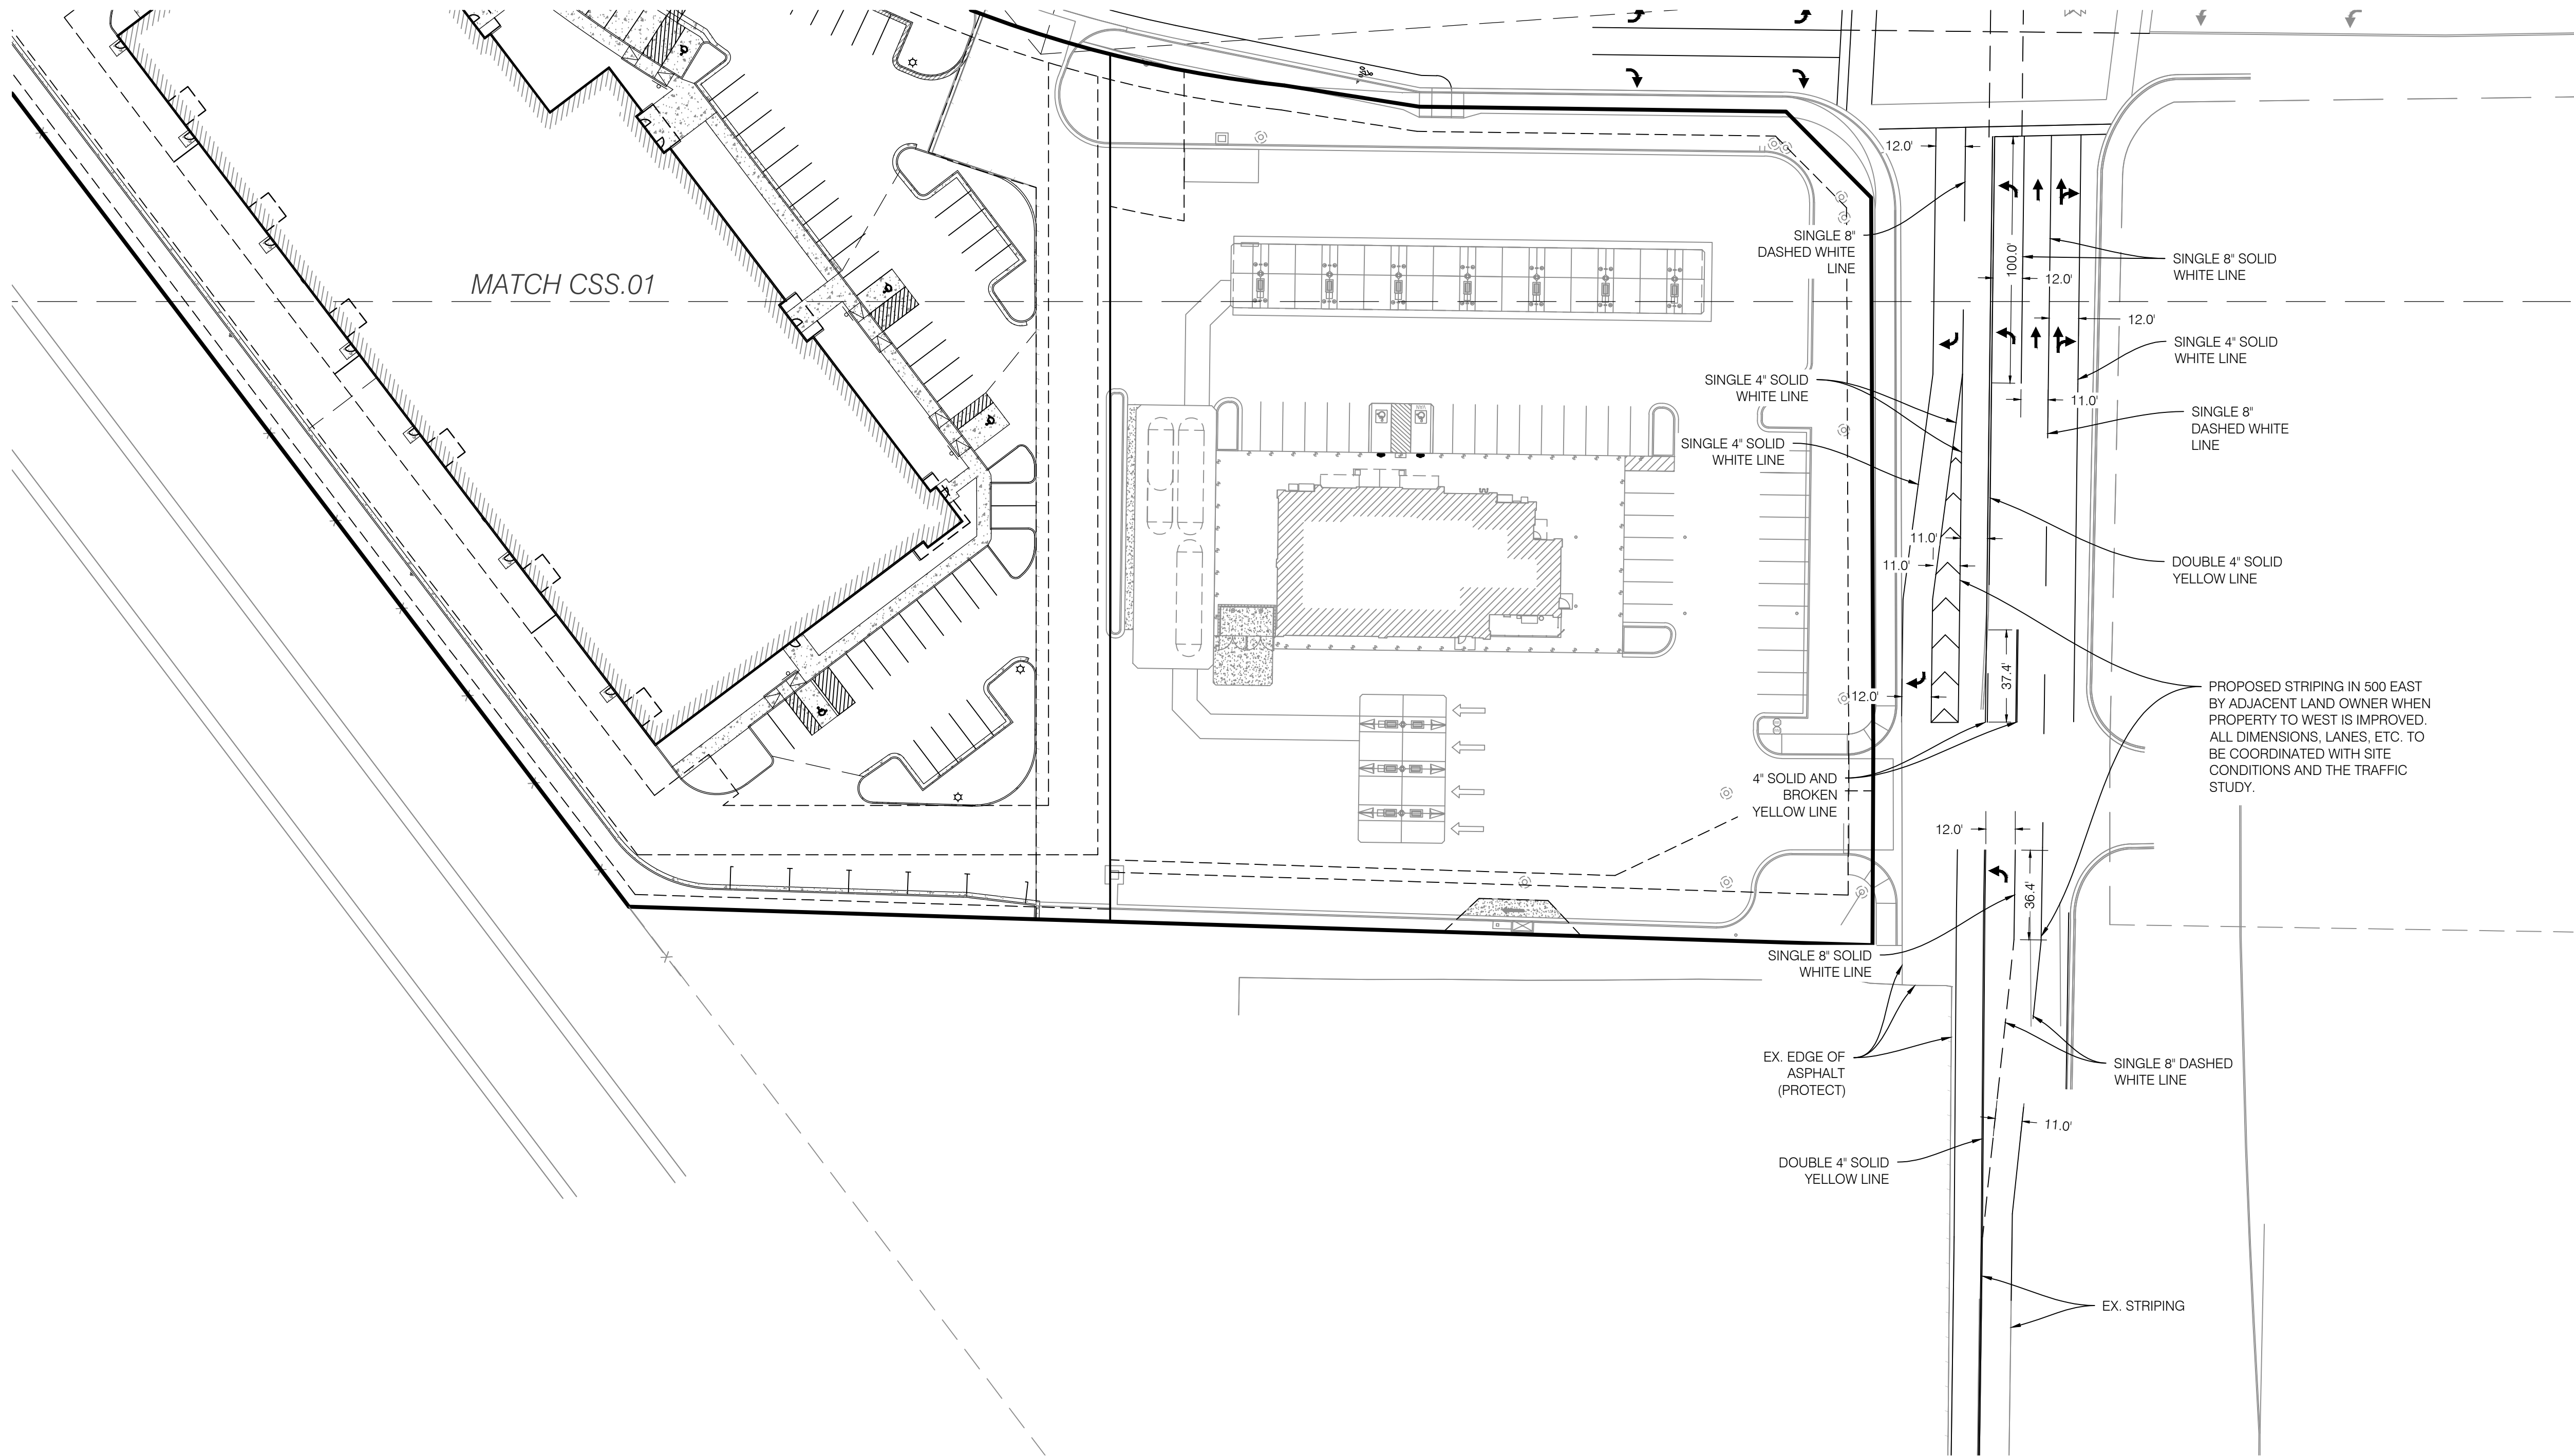 12.0'
SINGLE 8"
DASHED WHITE
LINE
100.0'
SINGLE 8" SOLID
WHITE LINE
12.0'
MATCH CSS.01
12.0'
SINGLE 4" SOLID
WHITE LINE
SINGLE 4" SOLID
WHITE LINE
11.0'
SINGLE 8"
DASHED WHITE
LINE
SINGLE 4" SOLID
WHITE LINE
11.0'
11.0'
DOUBLE 4" SOLID
YELLOW LINE
37.4'
12.0'
PROPOSED STRIPING IN 500 EAST
BY ADJACENT LAND OWNER WHEN
PROPERTY TO WEST IS IMPROVED.
ALL DIMENSIONS, LANES, ETC. TO
BE COORDINATED WITH SITE
CONDITIONS AND THE TRAFFIC
STUDY.
4" SOLID AND
BROKEN
YELLOW LINE
12.0'
36.4'
SINGLE 8" SOLID
WHITE LINE
EX. EDGE OF
ASPHALT
(PROTECT)
SINGLE 8" DASHED
WHITE LINE
11.0'
DOUBLE 4" SOLID
YELLOW LINE
EX. STRIPING